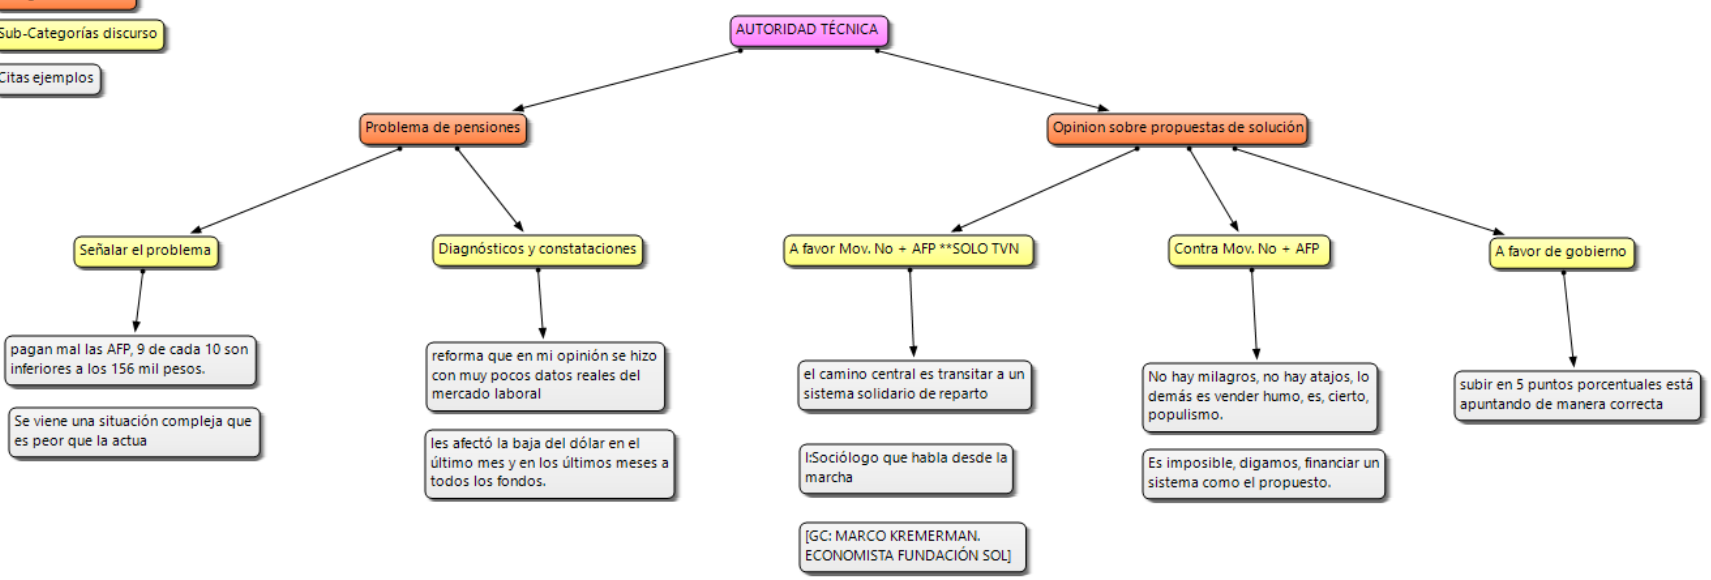 Sub-Categorías discurso
Citas ejemplos
AUTORIDAD TÉCNICA
Problema de pensiones
Opinion sobre propuestas de solución
Señalar el problema
Diagnósticos y constataciones
A favor Mov. No + AFP **SOLO TVN
Contra Mov. No + AFP
A favor de gobierno
pagan mal las AFP, 9 de cada 10 son
inferiores a los 156 mil pesos.
Se viene una situación compleja que
es peor que la actua
reforma que en mi opinión se hizo
con muy pocos datos reales del
mercado laboral
les afectó la baja del dólar en el
último mes y en los últimos meses a
todos los fondos.
el camino central es transitar a un
sistema solidario de reparto
I:Sociólogo que habla desde la
marcha
[GC: MARCO KREMERMAN.
ECONOMISTA FUNDACIÓN SOL]
No hay milagros, no hay atajos, lo
demás es vender humo, es, cierto,
populismo.
Es imposible, digamos, financiar un
sistema como el propuesto.
subir en 5 puntos porcentuales está
apuntando de manera correcta